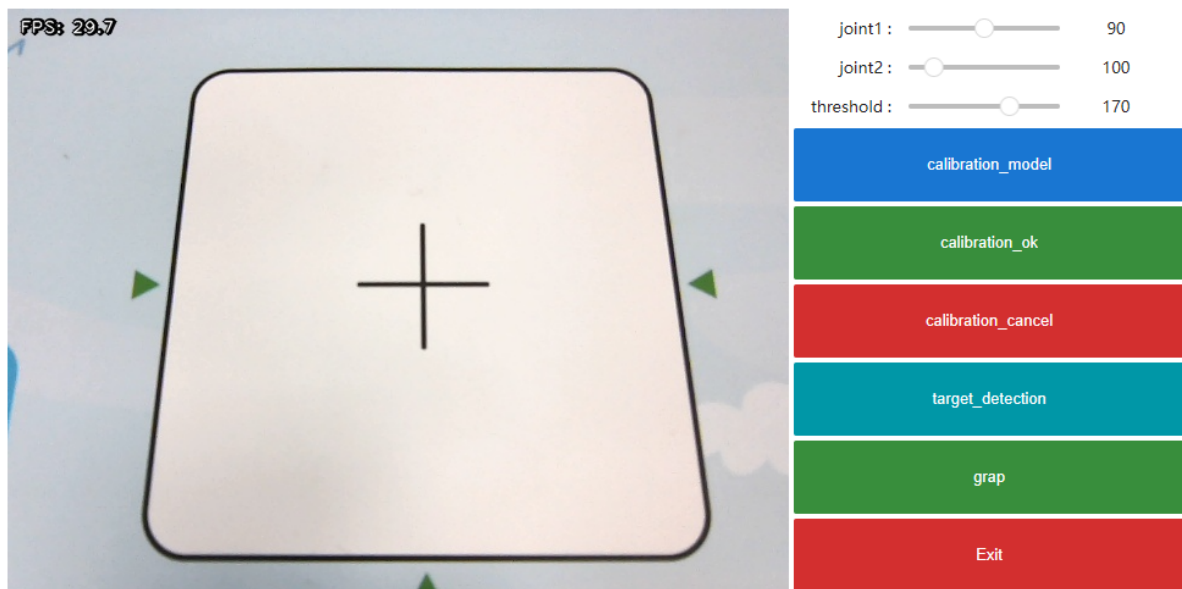 FPS: 29.7
joint1 : 90
joint2 : 100
threshold : 170
calibration_model
calibration_ok
calibration_cancel
target_detection
grap
Exit